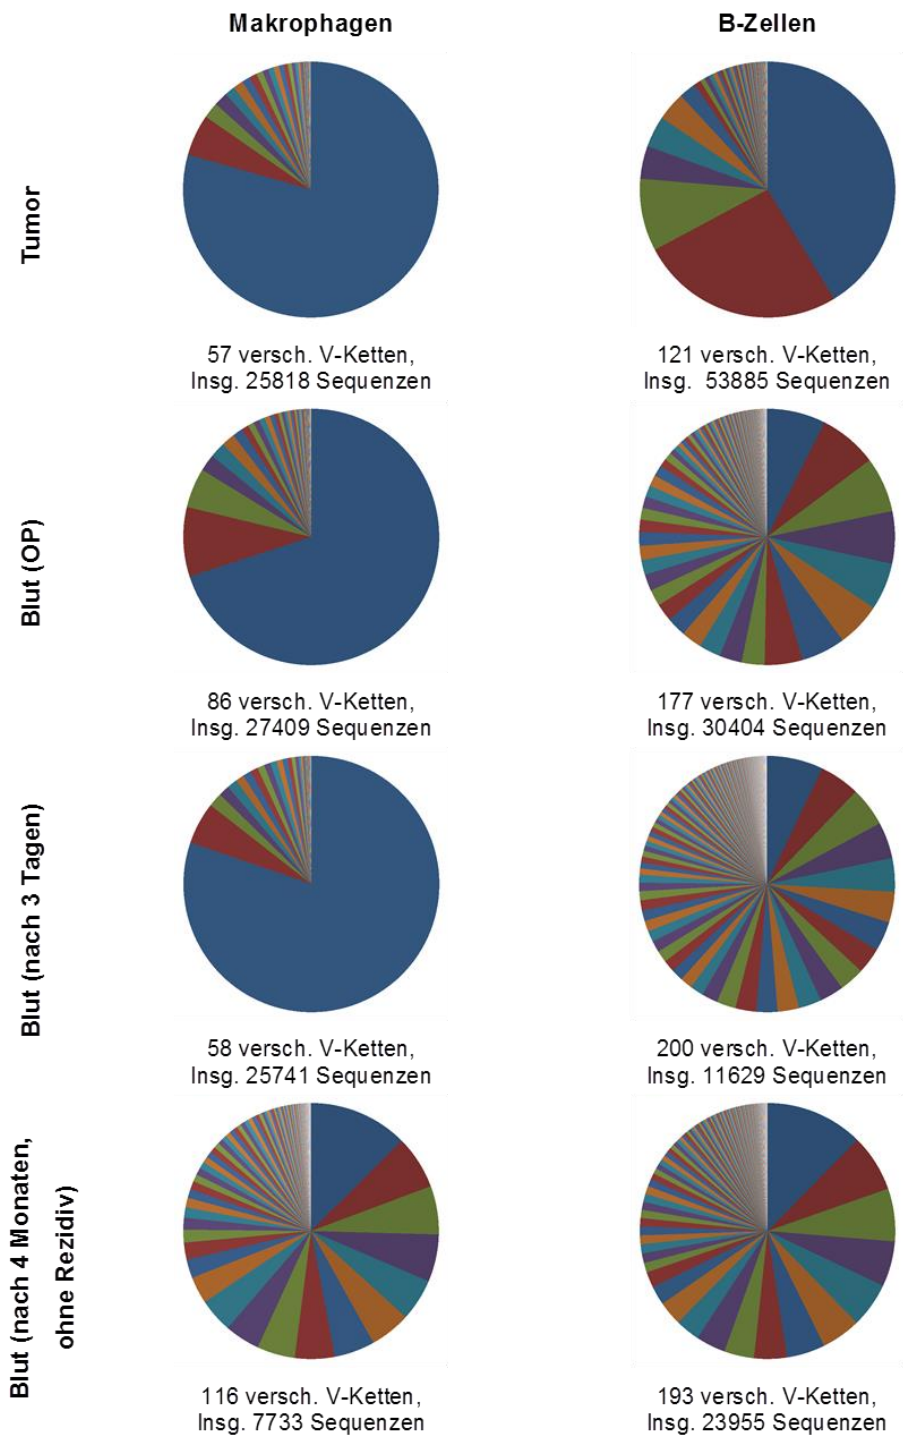 Makrophagen
B-Zellen
Tumor
57 versch. V-Ketten,
Insg. 25818 Sequenzen
121 versch. V-Ketten,
Insg. 53885 Sequenzen
Blut (OP)
86 versch. V-Ketten,
Insg. 27409 Sequenzen
177 versch. V-Ketten,
Insg. 30404 Sequenzen
Blut (nach 3 Tagen)
58 versch. V-Ketten,
Insg. 25741 Sequenzen
200 versch. V-Ketten,
Insg. 11629 Sequenzen
Blut (nach 4 Monaten,
ohne Rezidiv)
116 versch. V-Ketten,
Insg. 7733 Sequenzen
193 versch. V-Ketten,
Insg. 23955 Sequenzen